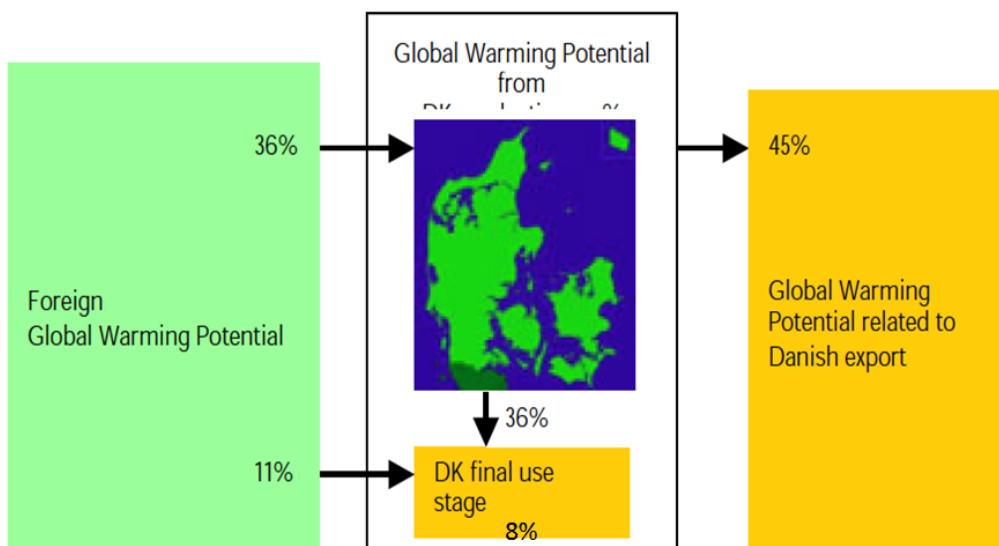 Global Warming Potential
from
36%
45%
Foreign
Global Warming Potential
Global Warming
Potential related to
Danish export
36%
11%
DK final use
stage
8%